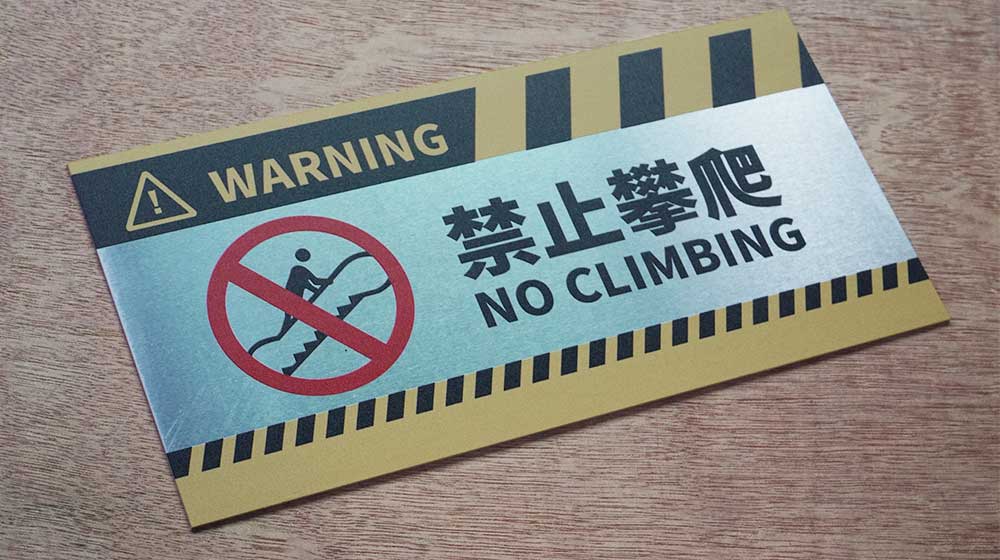 WARNING
禁止攀爬
NO CLIMBING